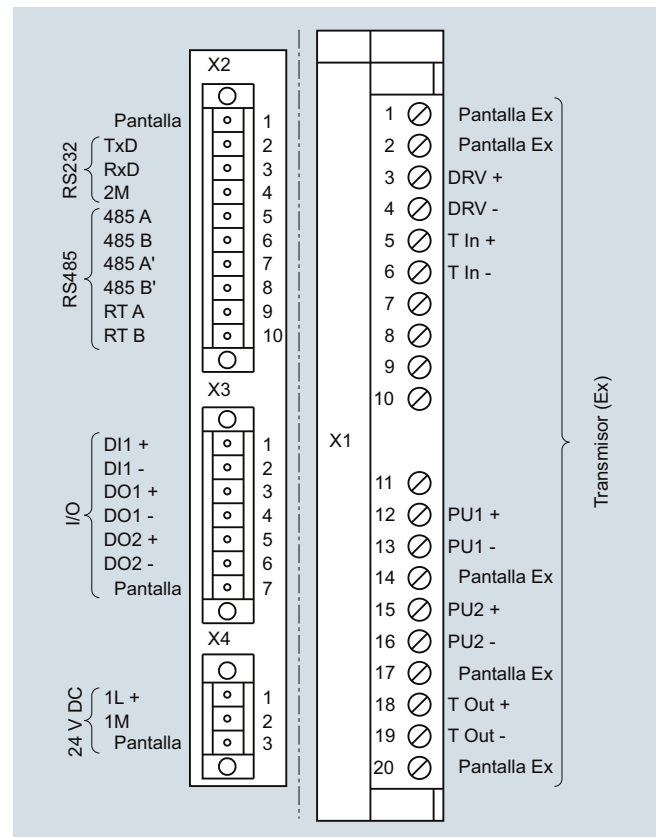 X2
Pantalla 1
TxD 2
RxD 3
2M 4
RS232
485 A 5
485 B 6
485 A' 7
485 B' 8
RT A 9
RT B 10
RS485
X3
DI1 + 1
DI1 - 2
DO1 + 3
DO1 - 4
DO2 + 5
DO2 - 6
Pantalla 7
I/O
X4
1L + 1
1M 2
Pantalla 3
24 V DC
X1
1 Pantalla Ex
2 Pantalla Ex
3 DRV +
4 DRV -
5 T In +
6 T In -
7
8
9
10
11
12 PU1 +
13 PU1 -
14 Pantalla Ex
15 PU2 +
16 PU2 -
17 Pantalla Ex
18 T Out +
19 T Out -
20 Pantalla Ex
Transmisor (Ex)